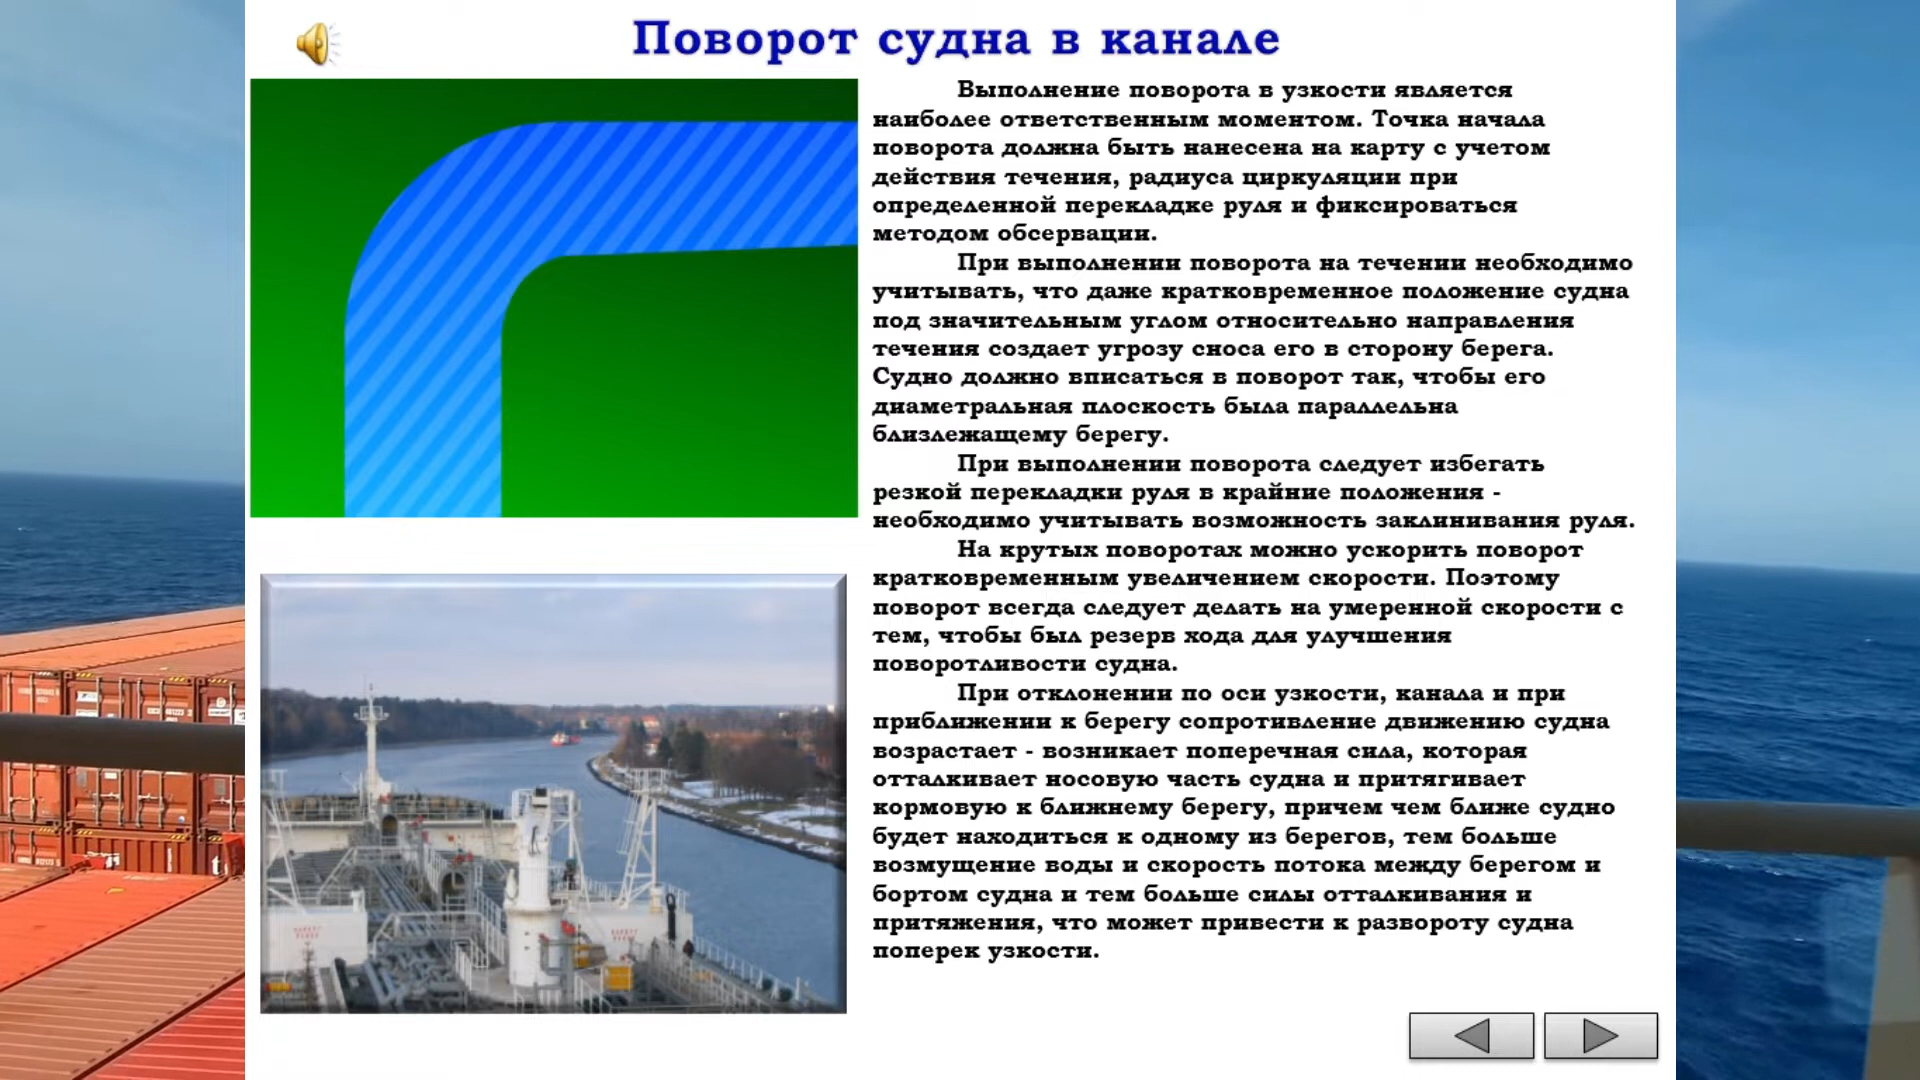 Поворот судна в канале
Выполнение поворота в узкости является
наиболее ответственным моментом. Точка начала
поворота должна быть нанесена на карту с учетом
действия течения, радиуса циркуляции при
определенной перекладке руля и фиксироваться
методом обсервации.
При выполнении поворота на течении необходимо
учитывать, что даже кратковременное положение судна
под значительным углом относительно направления
течения создает угрозу сноса его в сторону берега.
Судно должно вписаться в поворот так, чтобы его
диаметральная плоскость была параллельна
близлежащему берегу.
При выполнении поворота следует избегать
резкой перекладки руля в крайние положения -
необходимо учитывать возможность заклинивания руля.
На крутых поворотах можно ускорить поворот
кратковременным увеличением скорости. Поэтому
поворот всегда следует делать на умеренной скорости с
тем, чтобы был резерв хода для улучшения
поворотливости судна.
При отклонении по оси узкости, канала и при
приближении к берегу сопротивление движению судна
возрастает - возникает поперечная сила, которая
отталкивает носовую часть судна и притягивает
кормовую к ближнему берегу, причем чем ближе судно
будет находиться к одному из берегов, тем больше
возмущение воды и скорость потока между берегом и
бортом судна и тем больше силы отталкивания и
притяжения, что может привести к развороту судна
поперек узкости.